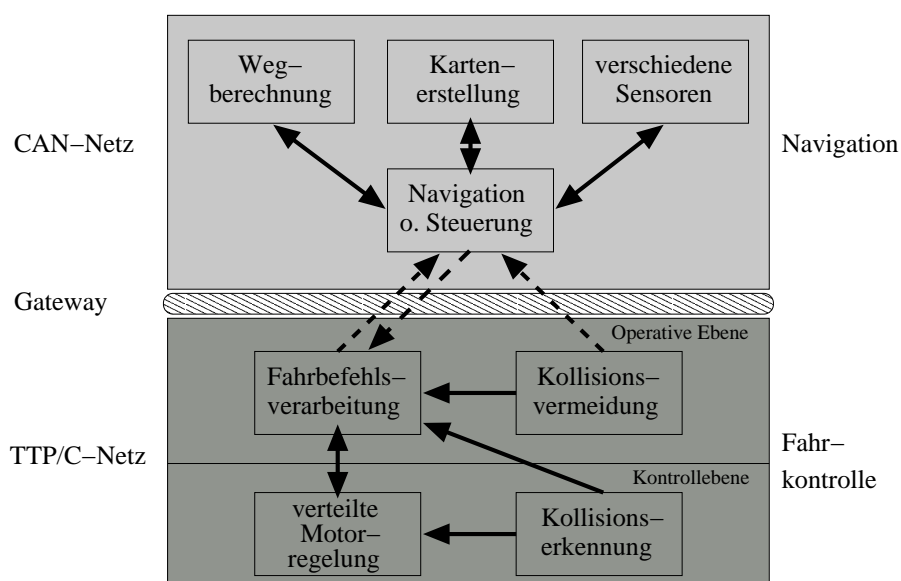 Weg–
berechnung
Karten–
erstellung
verschiedene
Sensoren
CAN–Netz
Navigation
Navigation
o. Steuerung
Gateway
Operative Ebene
Fahrbefehls–
verarbeitung
Kollisions–
vermeidung
TTP/C–Netz
Fahr–
kontrolle
Kontrollebene
verteilte
Motor–
regelung
Kollisions–
erkennung